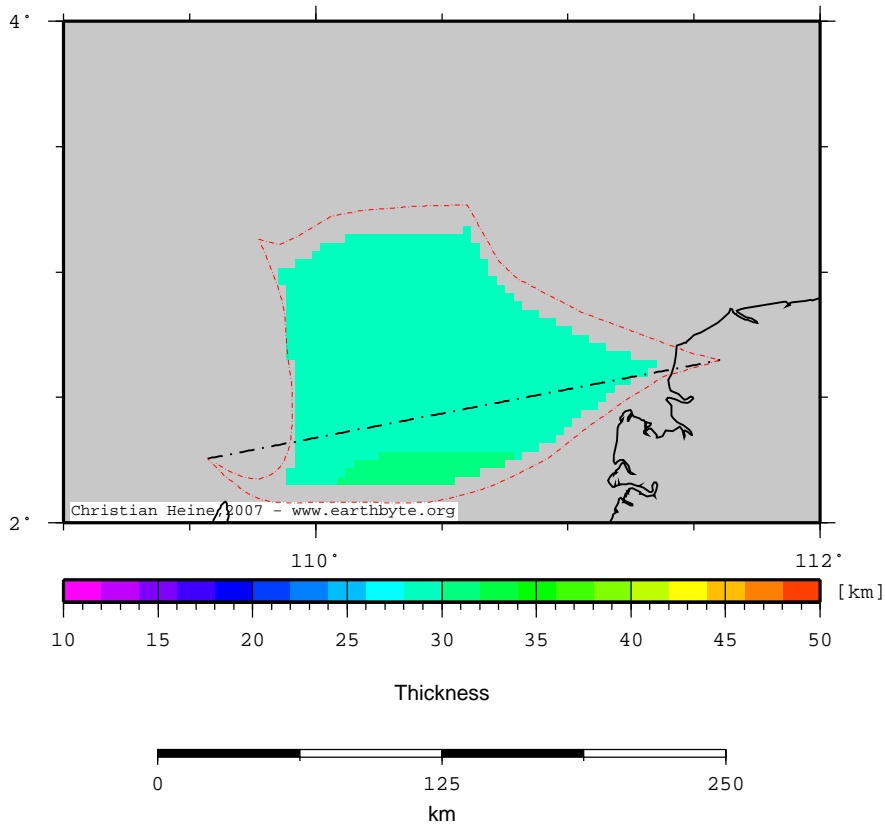 4°
2°
Christian Heine,2007 - www.earthbyte.org
110° 112°
[km]
10 15 20 25 30 35 40 45 50
Thickness
0 125 250
km